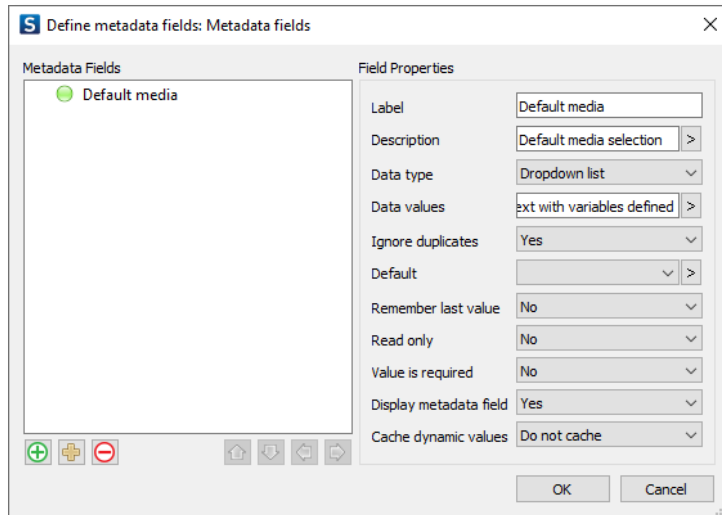 S Define metadata fields: Metadata fields
Metadata Fields
Default media
Field Properties
Label Default media
Description Default media selection >
Data type Dropdown list
Data values ext with variables defined >
Ignore duplicates Yes
Default >
Remember last value No
Read only No
Value is required No
Display metadata field Yes
Cache dynamic values Do not cache
OK Cancel